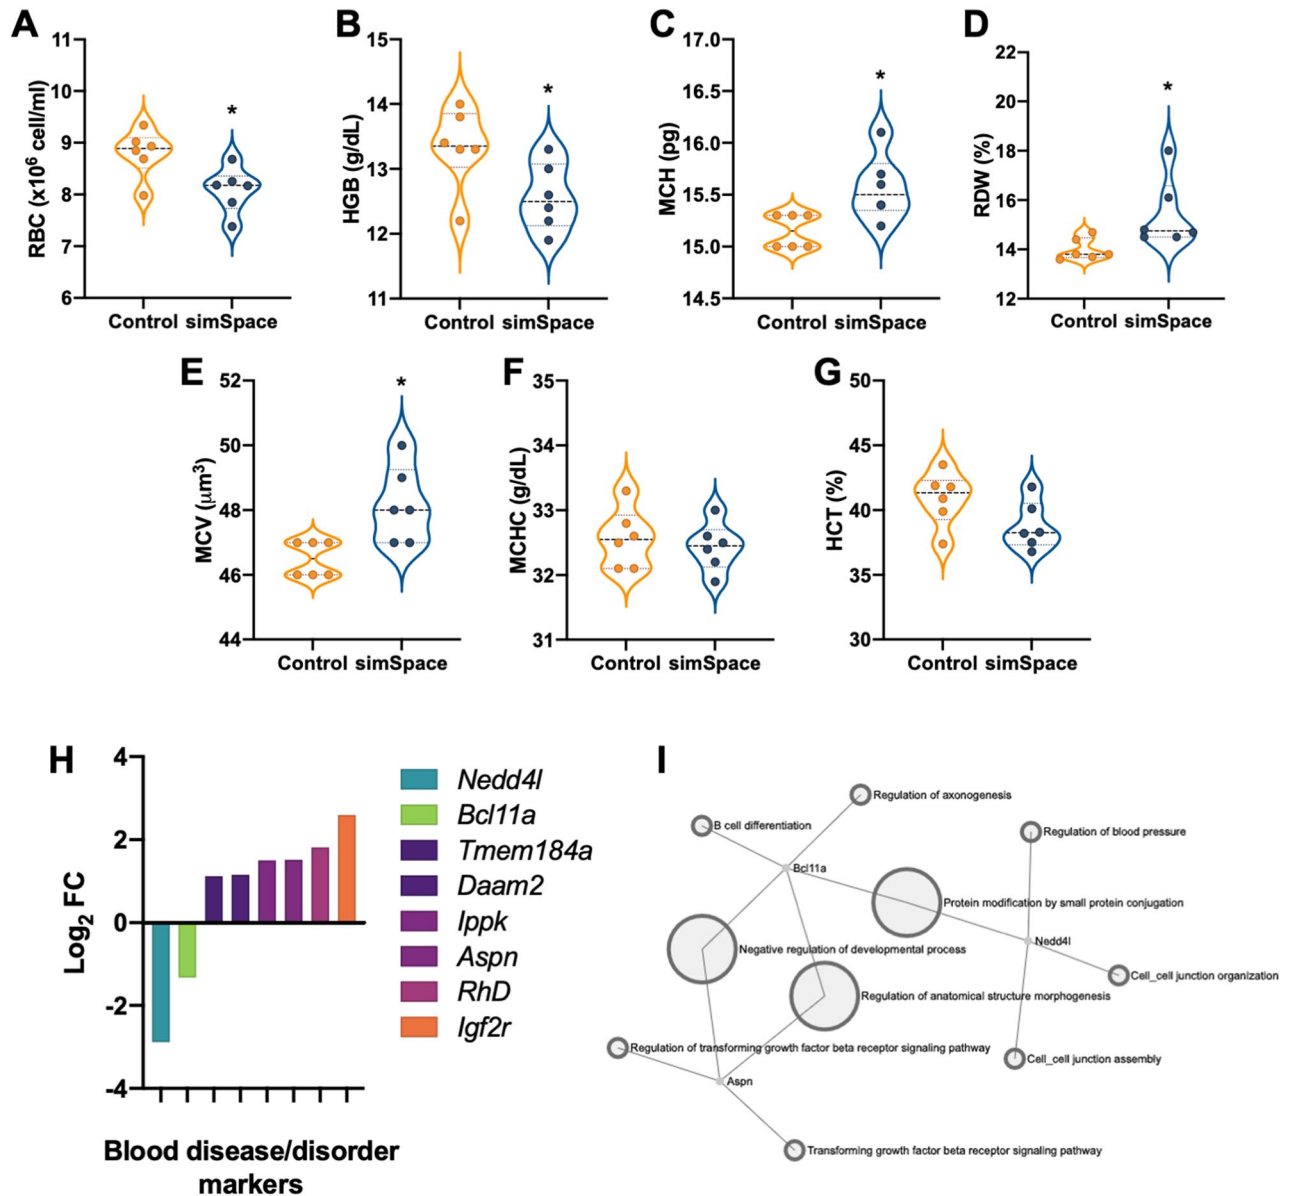 A
B
C
D
11
10
9
8
7
6
RBC (x10⁶ cell/ml)
Control simSpace
*
15
14
13
12
11
HGB (g/dL)
Control simSpace
*
17.0
16.5
16.0
15.5
15.0
14.5
MCH (pg)
Control simSpace
*
22
20
18
16
14
12
RDW (%)
Control simSpace
*
E
F
G
52
50
48
46
44
MCV (μm³)
Control simSpace
*
35
34
33
32
31
MCHC (g/dL)
Control simSpace
50
45
40
35
30
HCT (%)
Control simSpace
H
4
2
0
-2
-4
Log₂ FC
Blood disease/disorder
markers
Nedd4l
Bcl11a
Tmem184a
Daam2
Ippk
Aspn
RhD
Igf2r
I
Regulation of axonogenesis
B cell differentiation
Regulation of blood pressure
Bcl11a
Protein modification by small protein conjugation
Nedd4l
Negative regulation of developmental process
Cell_cell junction organization
Regulation of anatomical structure morphogenesis
Regulation of transforming growth factor beta receptor signaling pathway
Cell_cell junction assembly
Aspn
Transforming growth factor beta receptor signaling pathway